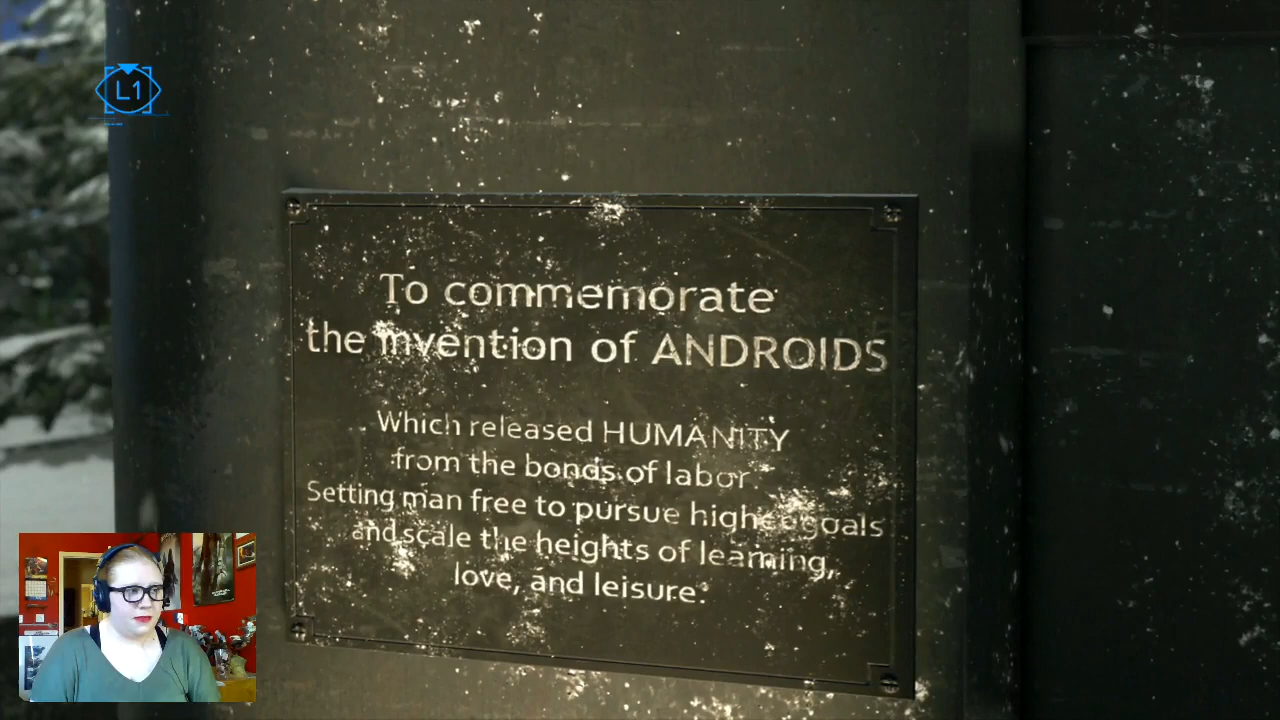 L1
To commemorate
the invention of ANDROIDS
Which released HUMANITY
from the bonds of labor.
Setting man free to pursue higher goals
and scale the heights of learning,
love, and leisure.